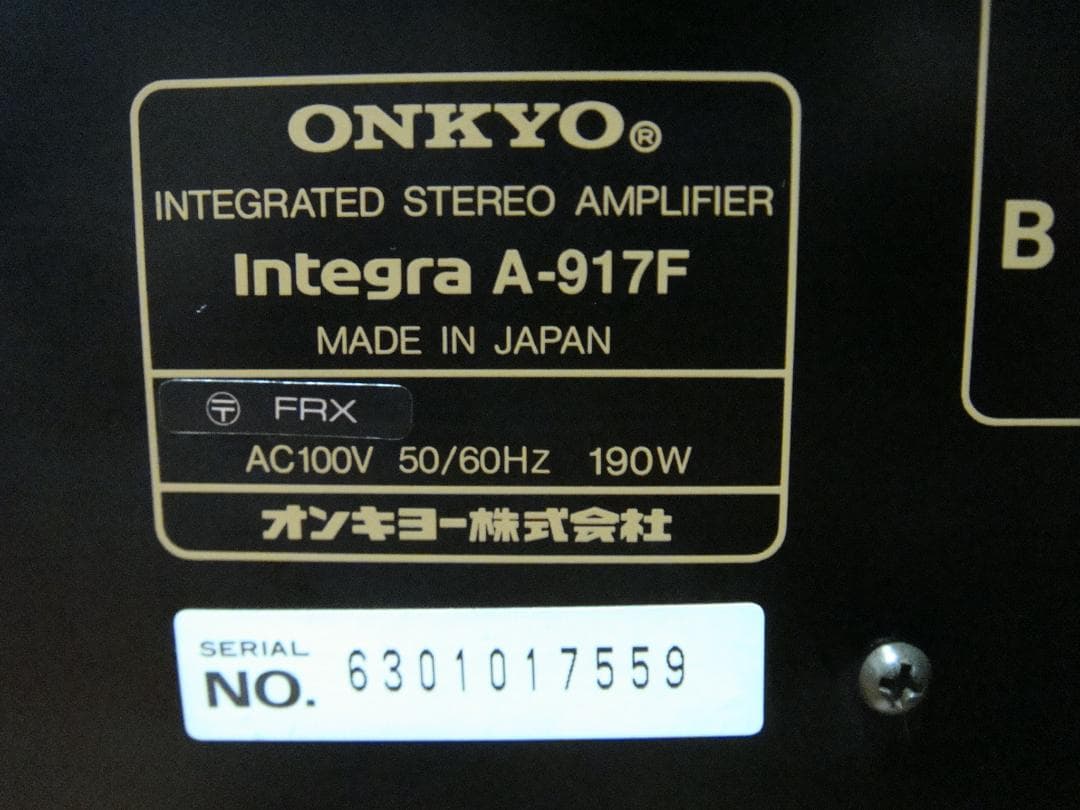 ONKYO®
INTEGRATED STEREO AMPLIFIER
Integra A-917F
MADE IN JAPAN
〶 FRX
AC100V 50/60Hz 190W
オンキヨー株式会社
SERIAL
NO. 6301017559
B